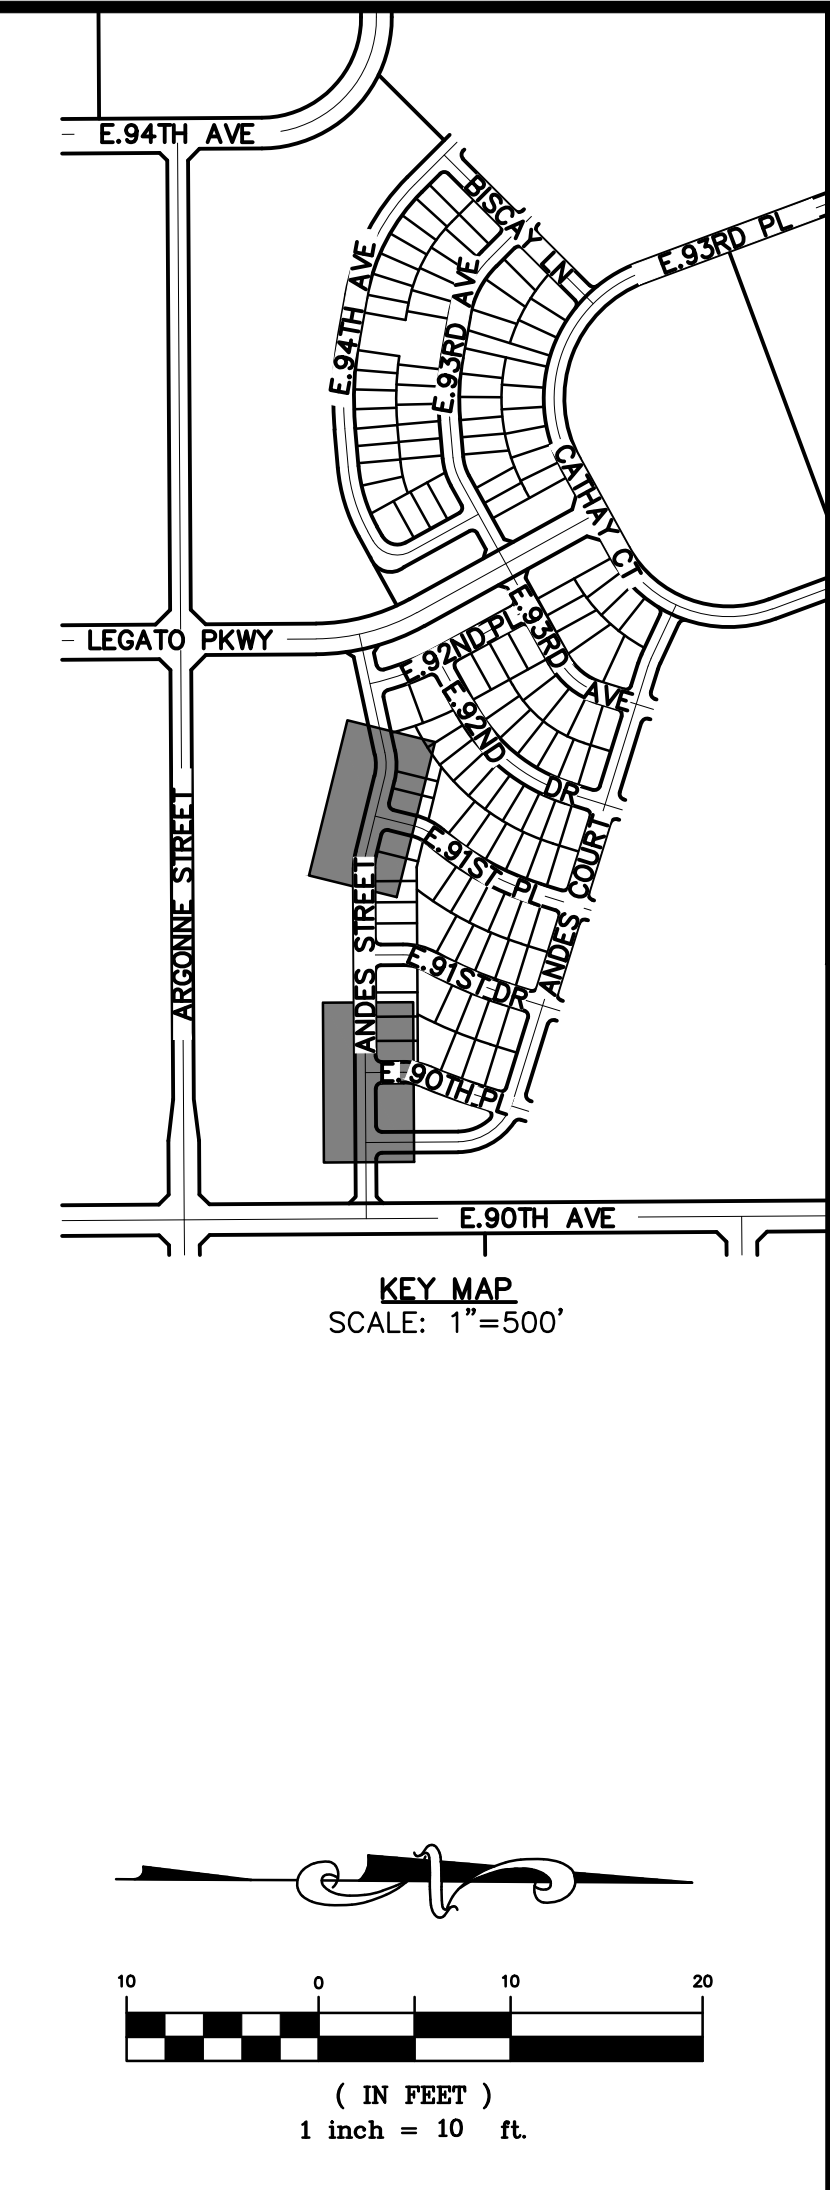 E.94TH AVE
BISCAY LN
E.93RD PL
E.94TH AVE
E.93RD AVE
CATHAY CT
E.93RD AVE
LEGATO PKWY
E.92ND PL
E.92ND DR
ARGONNE STREET
E.91ST PL
ANDES COURT
ANDES STREET
E.91ST DR
E.90TH PL
E.90TH AVE
KEY MAP
SCALE: 1"=500'
10 0 10 20
( IN FEET )
1 inch = 10 ft.